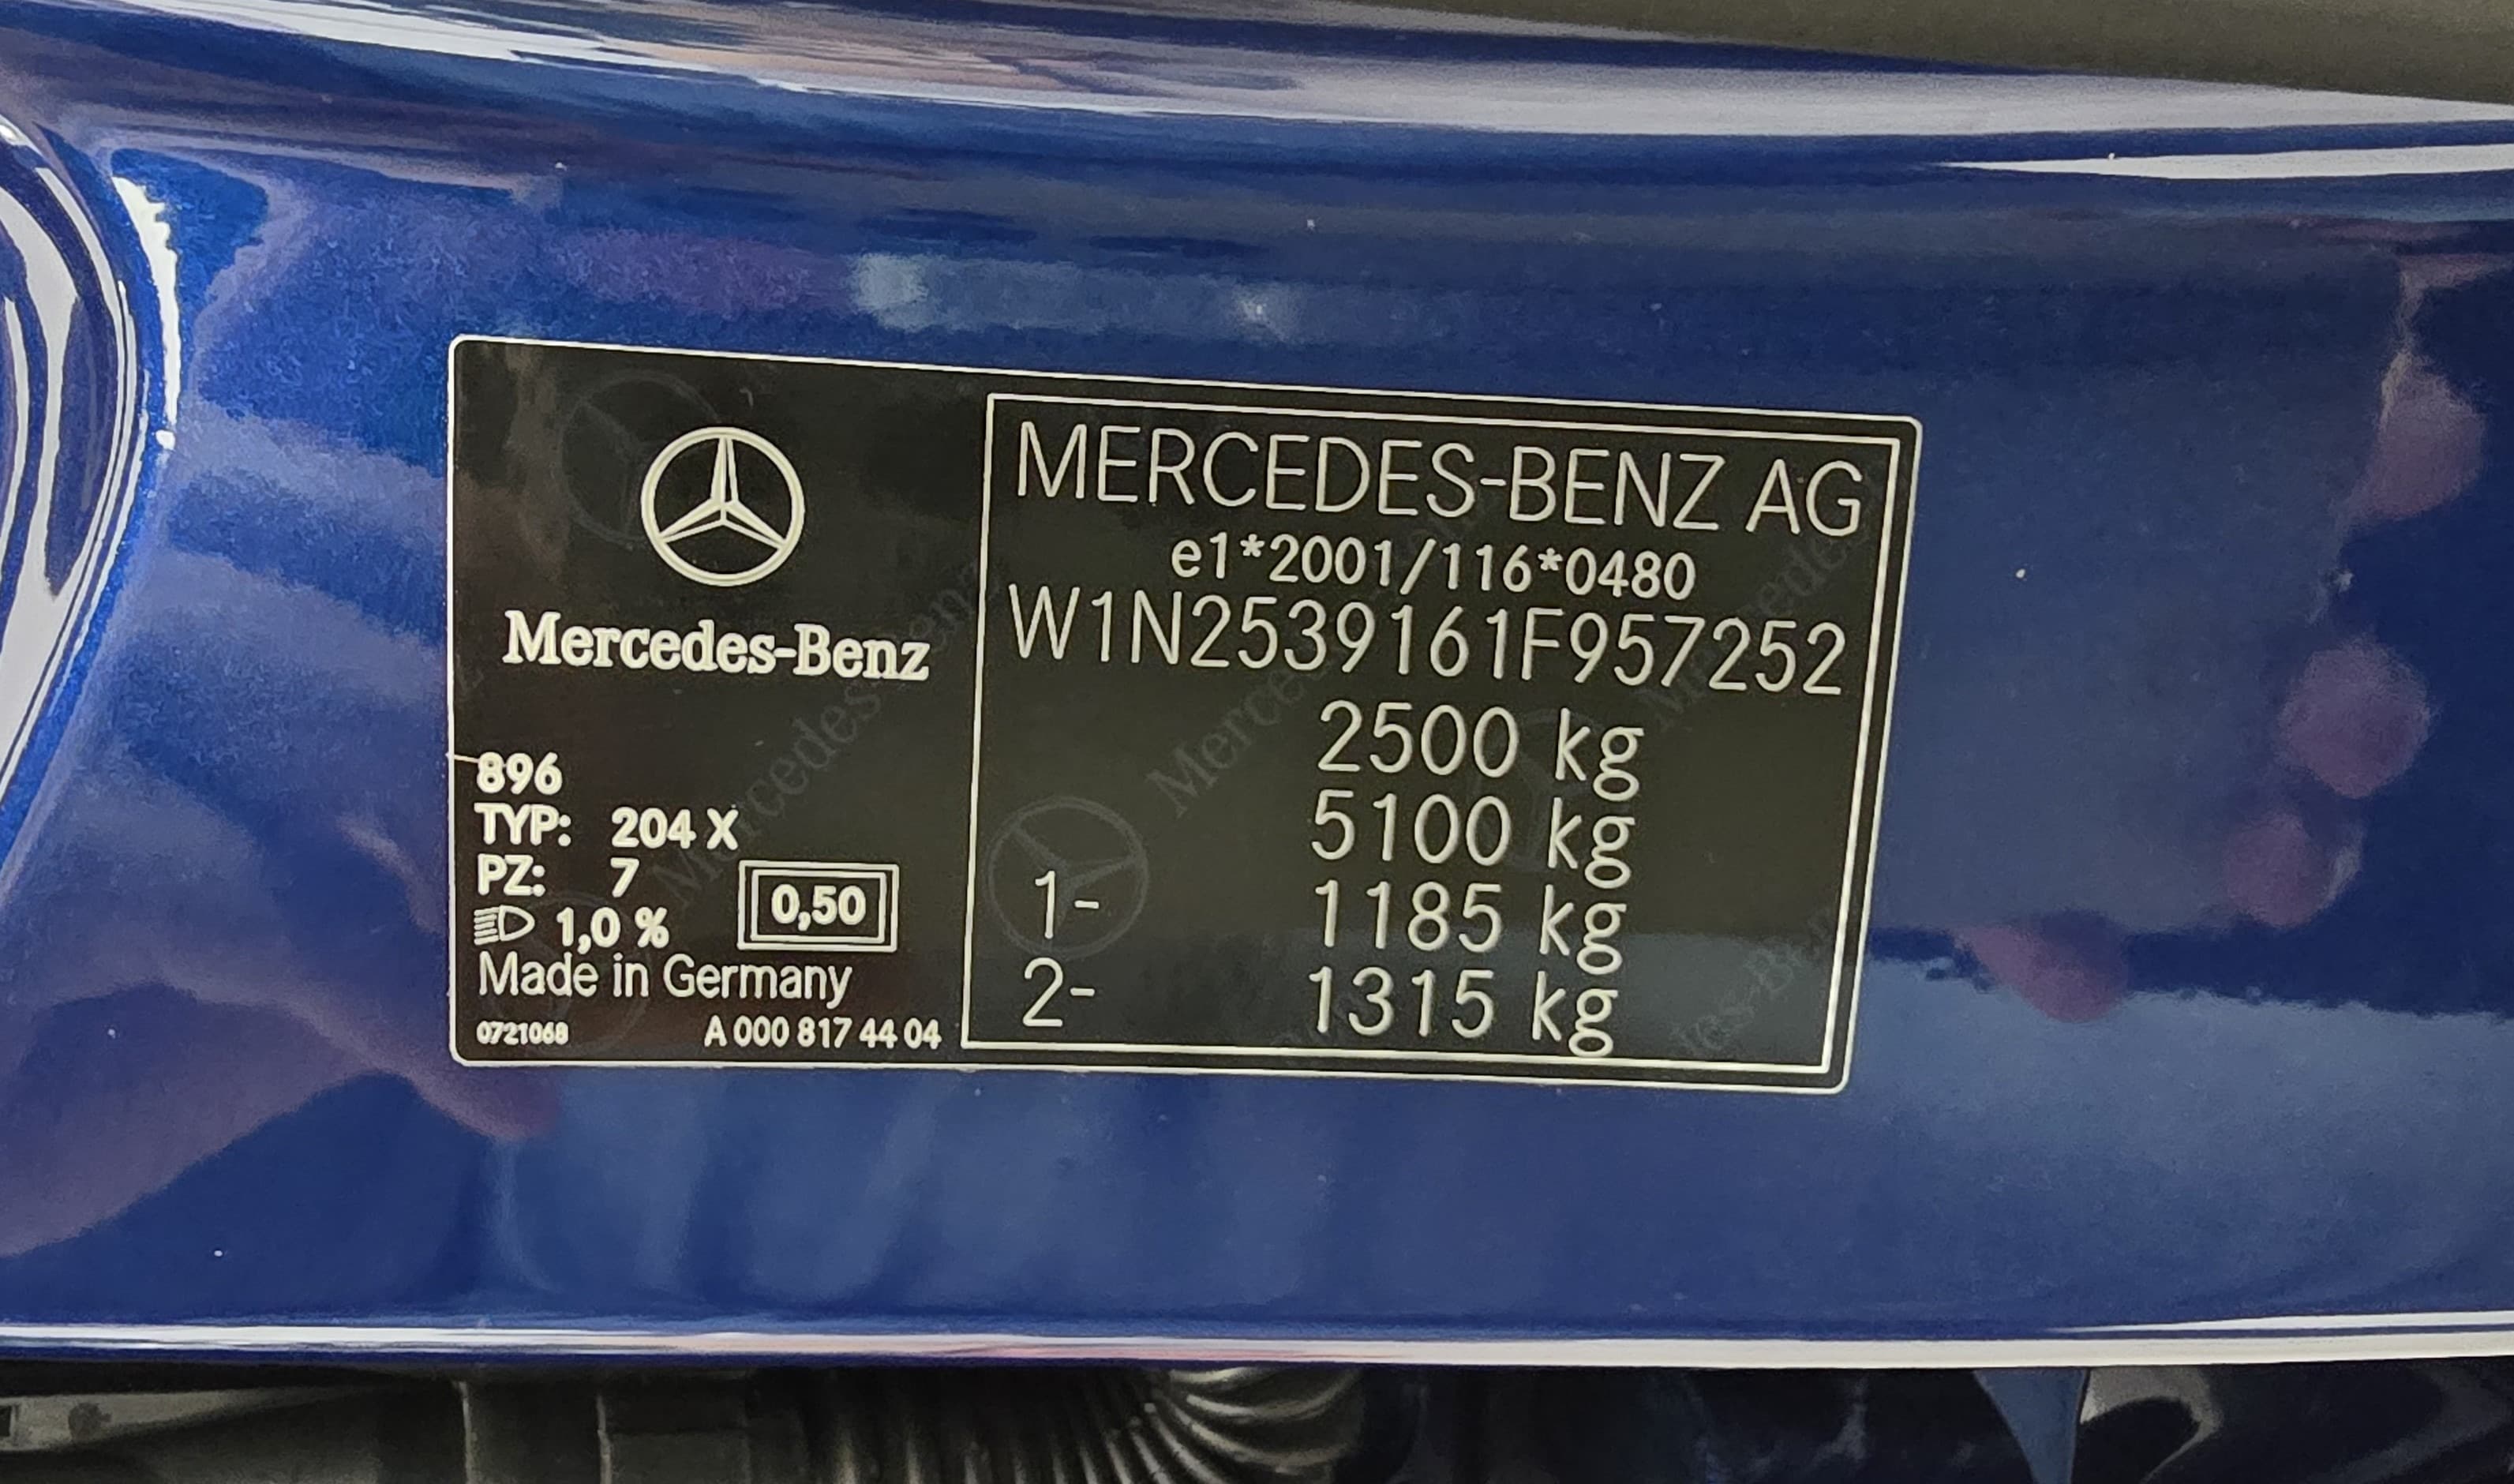 Mercedes-Benz
896
TYP: 204 X
PZ: 7
1,0 %
0,50
Made in Germany
0721068 A 000 817 44 04
MERCEDES-BENZ AG
e1*2001/116*0480
W1N2539161F957252
2500 kg
5100 kg
1- 1185 kg
2- 1315 kg